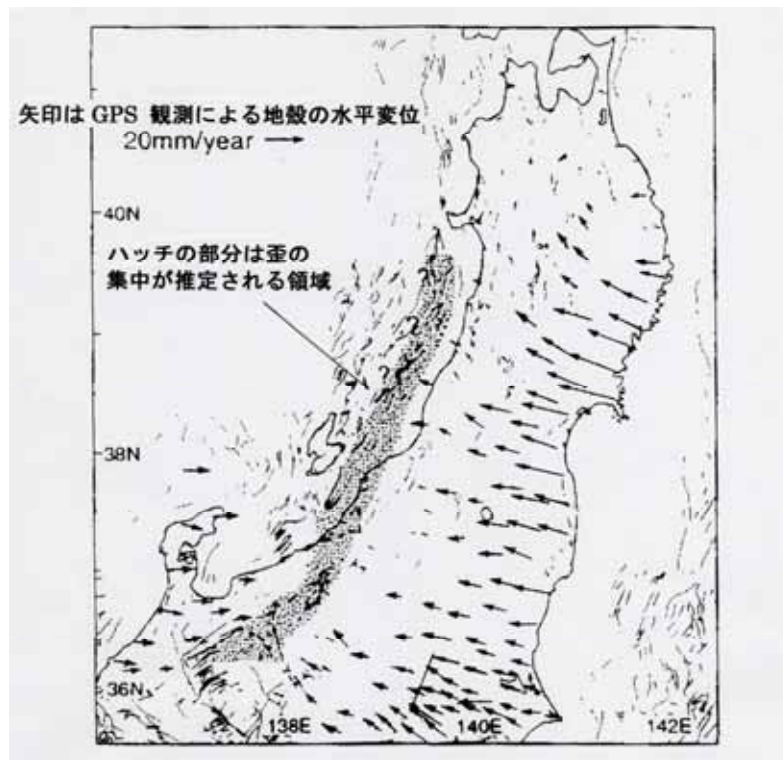 矢印は GPS 観測による地殻の水平変位
20mm/year
40N
ハッチの部分は歪の
集中が推定される領域
?
?
?
38N
36N
138E
140E
142E